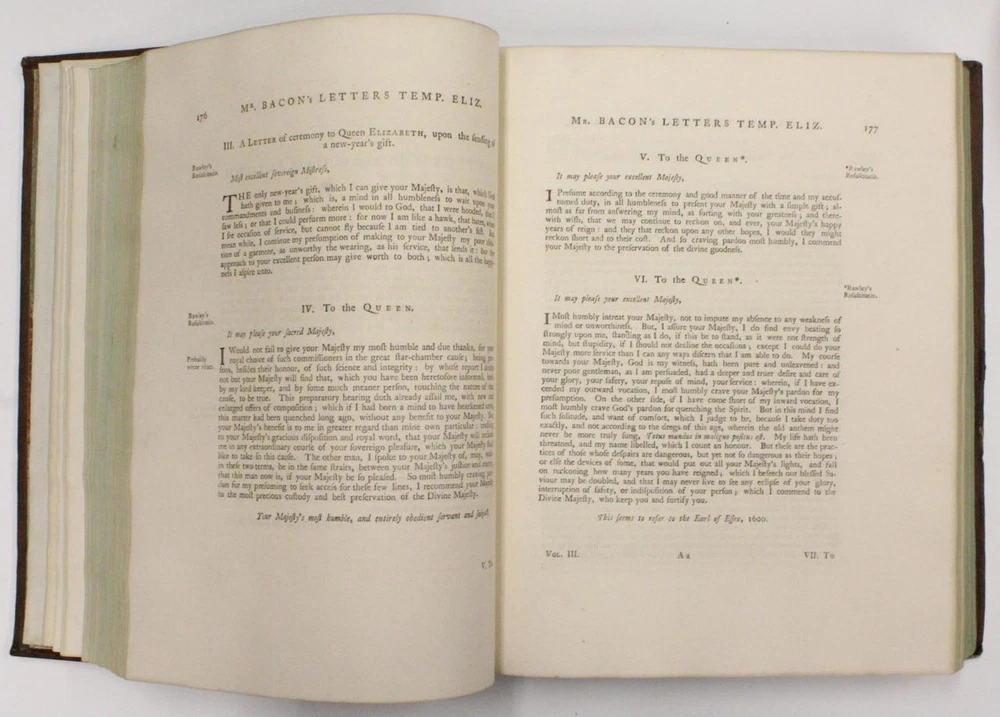 176
Mr. BACON's LETTERS TEMP. ELIZ.
III. A LETTER of ceremony to Queen ELIZABETH, upon the sending of
a new-year's gift.
Rawley's
Resuscitatio.
Moſt excellent ſovereign Miſtreſs,
THE only new-year's gift, which I can give your Majeſty, is that, which God
hath given to me; which is, a mind in all humbleneſs to wait upon your
commandments and buſineſs: wherein I would to God, that I were hooded, that I
ſaw leſs; or that I could perform more: for now I am like a hawk, that bates, when
I ſee occaſion of ſervice, but cannot fly becauſe I am tied to another's fiſt. But
mean while, I continue my preſumption of making to your Majeſty my poor
tion of a garment, as unworthy the wearing, as his ſervice, that ſends it: but the
approach to your excellent perſon may give worth to both; which is all the
neſs I aſpire unto.
IV. To the QUEEN.
Rawley's
Reſuſcitatio.
It may pleaſe your ſacred Majeſty,
I Would not fail to give your Majeſty my moſt humble and due thanks, for your
royal choice of ſuch commiſſioners in the great ſtar-chamber cauſe; being
ſons, beſides their honour, of ſuch ſcience and integrity: by whoſe report I
not but your Majeſty will find that, which you have been heretofore informed,
by my lord keeper, and by ſome much meaner perſon, touching the nature of that
cauſe, to be true. This preparatory hearing doth already aſſail me, with new and
enlarged offers of compoſition; which if I had born a mind to have hearkened unto,
this matter had been quenched long ago, without any benefit to your Majeſty. But
your Majeſty's benefit is to me in greater regard than mine own particular: truſting
to your Majeſty's gracious diſpoſition and royal word, that your Majeſty will include
me in any extraordinary courſe of your ſovereign pleaſure, which your Majeſty ſhall
like to take in this cauſe. The other man, I ſpoke to your Majeſty of, may,
in theſe two terms, be in the ſame ſtraits, between your Majeſty's juſtice and mercy,
that this man now is, if your Majeſty be ſo pleaſed. So moſt humbly craving
don for my preſuming to ſeek acceſs for theſe few lines, I recommend your Majeſty
to the moſt precious cuſtody and beſt preſervation of the Divine Majeſty.
Probably
Your Majeſty's moſt humble, and entirely obedient ſervant and ſubject.
V. To
Mr. BACON's LETTERS TEMP. ELIZ.
177
V. To the QUEEN*.
*Rawley's
Reſuſcitatio.
It may pleaſe your excellent Majeſty,
I Preſume according to the ceremony and good manner of the time and my accuſ-
tomed duty, in all humbleneſs to preſent your Majeſty with a ſimple gift; al-
moſt as far from anſwering my mind, as ſorting with your greatneſs; and there-
with wiſh, that we may continue to reckon on, and ever, your Majeſty's happy
years of reign: and they that reckon upon any other hopes, I would they might
reckon ſhort and to their coſt. And ſo craving pardon moſt humbly, I commend
your Majeſty to the preſervation of the divine goodneſs.
VI. To the QUEEN*.
*Rawley's
Reſuſcitatio.
It may pleaſe your excellent Majeſty,
I Moſt humbly intreat your Majeſty, not to impute my abſence to any weakneſs of
mind or unworthineſs. But, I aſſure your Majeſty, I do find envy beating ſo
ſtrongly upon me, ſtanding as I do, if this be to ſtand, as it were not ſtrength of
mind, but ſtupidity, if I ſhould not decline the occaſions; except I could do your
Majeſty more ſervice than I can any ways diſcern that I am able to do. My courſe
towards your Majeſty, God is my witneſs, hath been pure and unleavened: and
never poor gentleman, as I am perſuaded, had a deeper and truer deſire and care of
your glory, your ſafety, your repoſe of mind, your ſervice: wherein, if I have ex-
ceeded my outward vocation, I moſt humbly crave your Majeſty's pardon for my
preſumption. On the other ſide, if I have come ſhort of my inward vocation, I
moſt humbly crave God's pardon for quenching the Spirit. But in this mind I find
ſuch ſolitude, and want of comfort, which I judge to be, becauſe I take duty too
exactly, and not according to the dregs of this age, wherein the old anthem might
never be more truly ſung, Totus mundus in maligno poſitus eſt. My life hath been
threatned, and my name libelled, which I count an honour. But theſe are the prac-
tices of thoſe whoſe deſpairs are dangerous, but yet not ſo dangerous as their hopes;
or elſe the devices of ſome, that would put out all your Majeſty's lights, and fall
on reckoning how many years you have reigned; which I beſeech our bleſſed Sa-
viour may be doubled, and that I may never live to ſee any eclipſe of your glory,
interruption of ſafety, or indiſpoſition of your perſon; which I commend to the
Divine Majeſty, who keep you and fortify you.
This ſeems to refer to the Earl of Eſſex, 1600.
Vol. III.
A a
VII. To